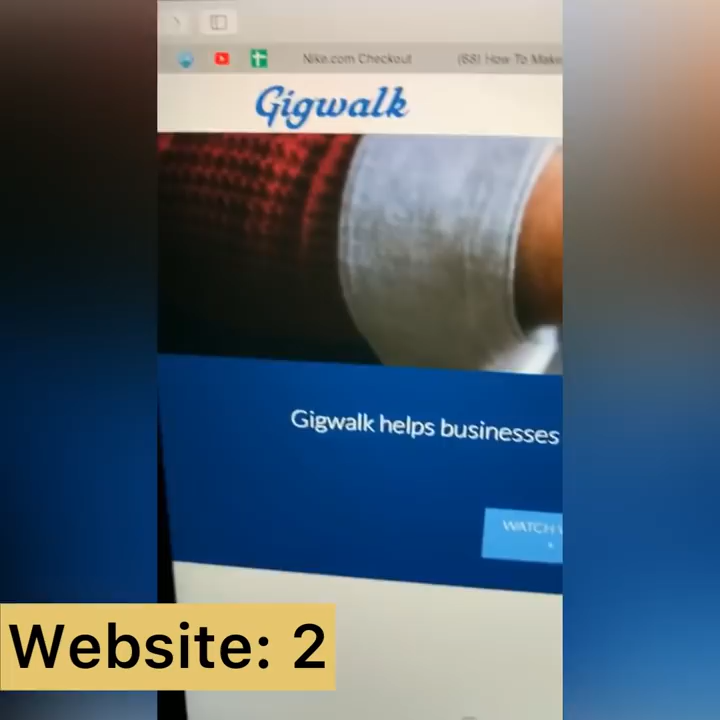 Nike.com Checkout (68) How To Make
Gigwalk
Gigwalk helps businesses
WATCH
Website: 2